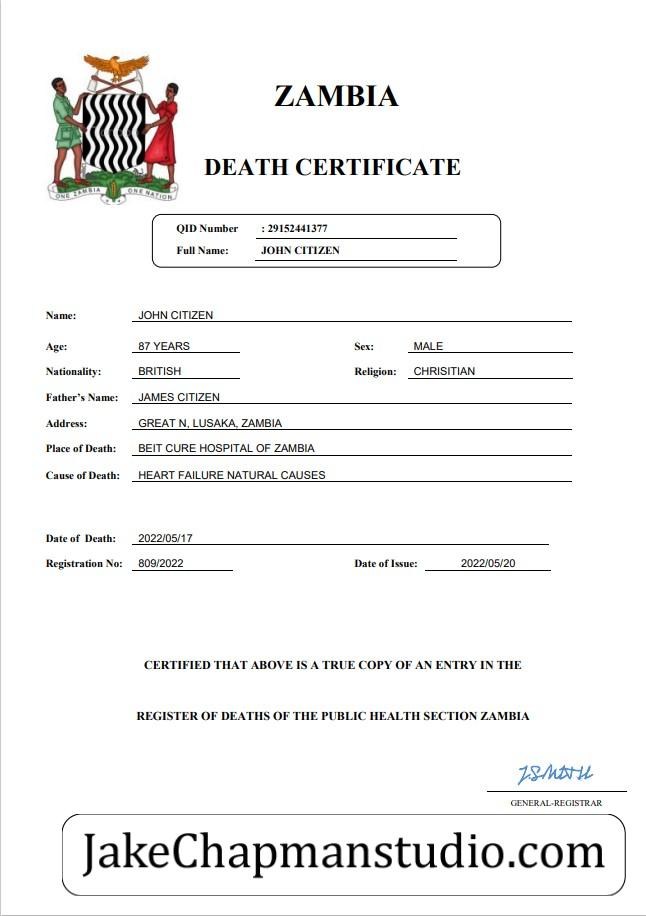 ZAMBIA
DEATH CERTIFICATE
ONE ZAMBIA ONE NATION
QID Number : 29152441377
Full Name: JOHN CITIZEN
Name: JOHN CITIZEN
Age: 87 YEARS Sex: MALE
Nationality: BRITISH Religion: CHRISITIAN
Father's Name: JAMES CITIZEN
Address: GREAT N, LUSAKA, ZAMBIA
Place of Death: BEIT CURE HOSPITAL OF ZAMBIA
Cause of Death: HEART FAILURE NATURAL CAUSES
Date of Death: 2022/05/17
Registration No: 809/2022 Date of Issue: 2022/05/20
CERTIFIED THAT ABOVE IS A TRUE COPY OF AN ENTRY IN THE
REGISTER OF DEATHS OF THE PUBLIC HEALTH SECTION ZAMBIA
GENERAL-REGISTRAR
JakeChapmanstudio.com